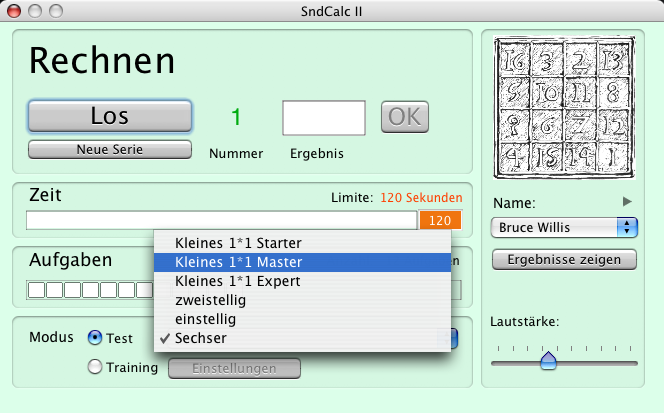 SndCalc II
Rechnen
Los
1
OK
Neue Serie
Nummer
Ergebnis
Zeit
Limite: 120 Sekunden
120
Aufgaben
Kleines 1*1 Starter
Kleines 1*1 Master
Kleines 1*1 Expert
zweistellig
einstellig
✓ Sechser
Modus
Test
Training
Einstellungen
16 3 2 13
5 10 11 8
9 6 7 12
4 15 14 1
Name:
Bruce Willis
Ergebnisse zeigen
Lautstärke: